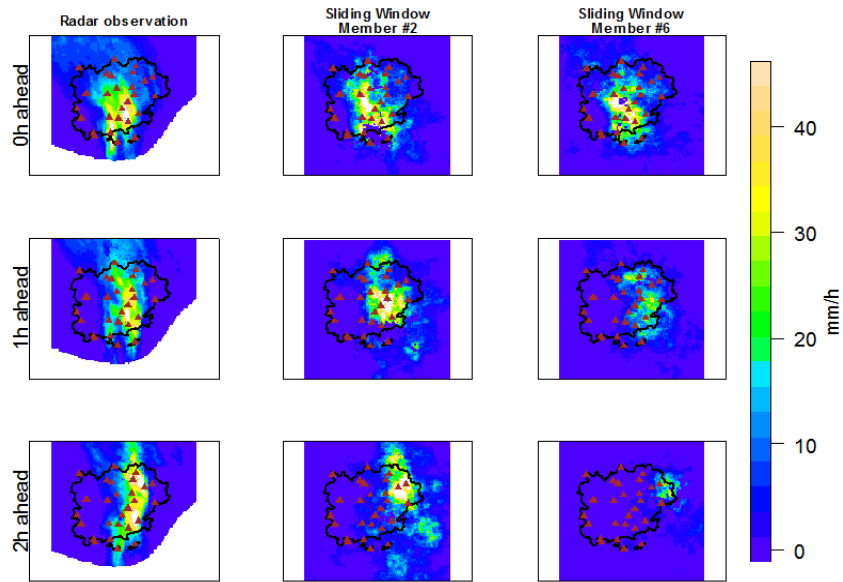 Radar observation
Sliding Window
Member #2
Sliding Window
Member #6
0h ahead
1h ahead
2h ahead
40
30
20
10
0
mm/h